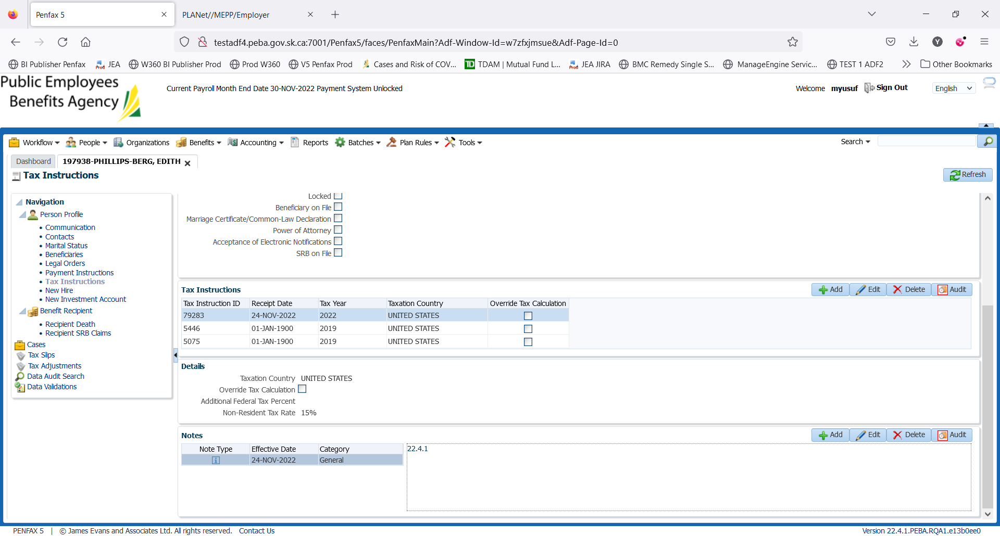 Penfax 5
PLANet//MEPP/Employer
testadf4.peba.gov.sk.ca:7001/Penfax5/faces/PenfaxMain?Adf-Window-Id=w7zfxjmsue&Adf-Page-Id=0
Y
BI Publisher Penfax
Prod JEA
W360 BI Publisher Prod
Prod W360
V5 Penfax Prod
Cases and Risk of COV...
TD TDAM | Mutual Fund L...
Prod JEA JIRA
BMC Remedy Single S...
ManageEngine Servic...
TEST 1 ADF2
Other Bookmarks
Public Employees
Benefits Agency
Current Payroll Month End Date 30-NOV-2022 Payment System Unlocked
Welcome myusuf Sign Out English
Workflow People Organizations Benefits Accounting Reports Batches Plan Rules Tools Search
Dashboard 197938-PHILLIPS-BERG, EDITH
Tax Instructions Refresh
Navigation
Person Profile
Communication
Contacts
Marital Status
Beneficiaries
Legal Orders
Payment Instructions
Tax Instructions
New Hire
New Investment Account
Benefit Recipient
Recipient Death
Recipient SRB Claims
Cases
Tax Slips
Tax Adjustments
Data Audit Search
Data Validations
Locked
Beneficiary on File
Marriage Certificate/Common-Law Declaration
Power of Attorney
Acceptance of Electronic Notifications
SRB on File
Tax Instructions Add Edit Delete Audit
Tax Instruction ID Receipt Date Tax Year Taxation Country Override Tax Calculation
79283 24-NOV-2022 2022 UNITED STATES
5446 01-JAN-1900 2019 UNITED STATES
5075 01-JAN-1900 2019 UNITED STATES
Details
Taxation Country UNITED STATES
Override Tax Calculation
Additional Federal Tax Percent
Non-Resident Tax Rate 15%
Notes Add Edit Delete Audit
Note Type Effective Date Category 22.4.1
i 24-NOV-2022 General
PENFAX 5 | © James Evans and Associates Ltd. All rights reserved. Contact Us Version 22.4.1.PEBA.RQA1.e13b0ee0